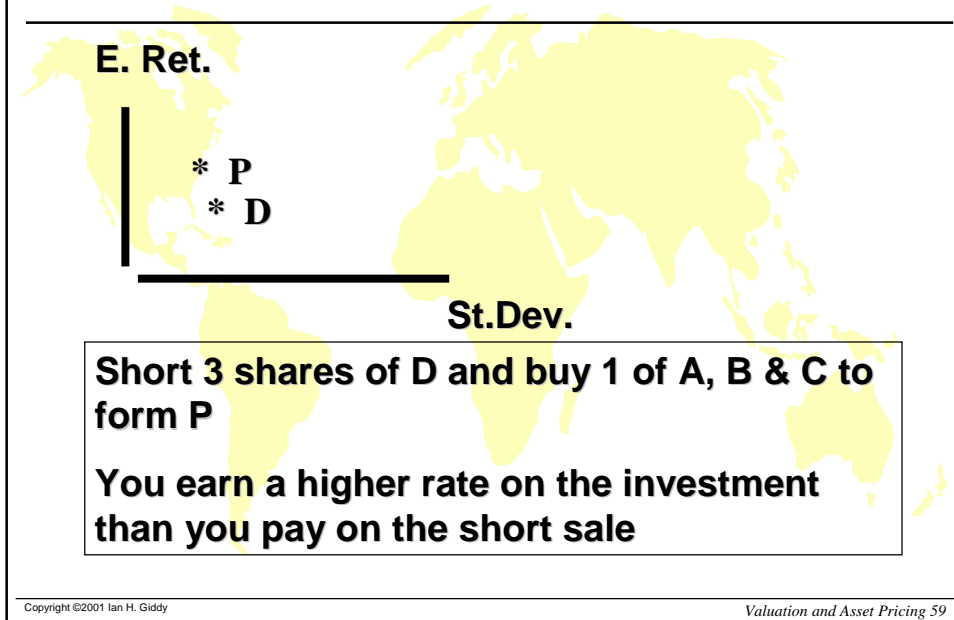 E. Ret.
* P
* D
St.Dev.
Short 3 shares of D and buy 1 of A, B & C to
form P
You earn a higher rate on the investment
than you pay on the short sale
Copyright ©2001 Ian H. Giddy
Valuation and Asset Pricing 59